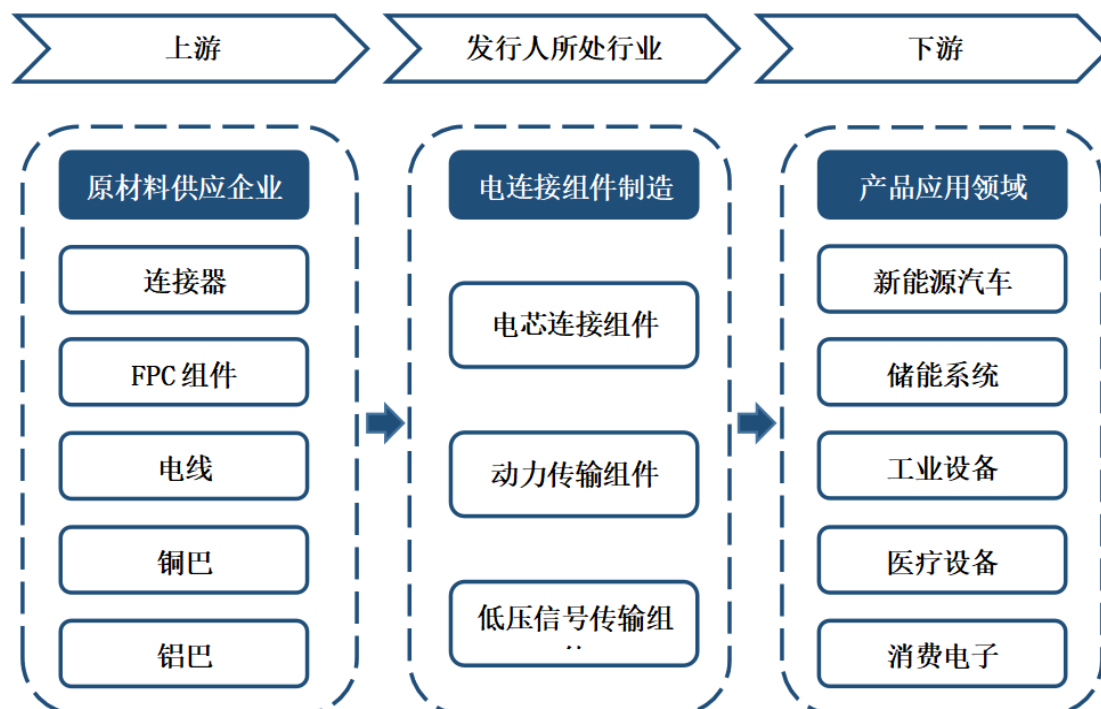 上游
发行人所处行业
下游
原材料供应企业
连接器
FPC 组件
电线
铜巴
铝巴
电连接组件制造
电芯连接组件
动力传输组件
低压信号传输组
产品应用领域
新能源汽车
储能系统
工业设备
医疗设备
消费电子